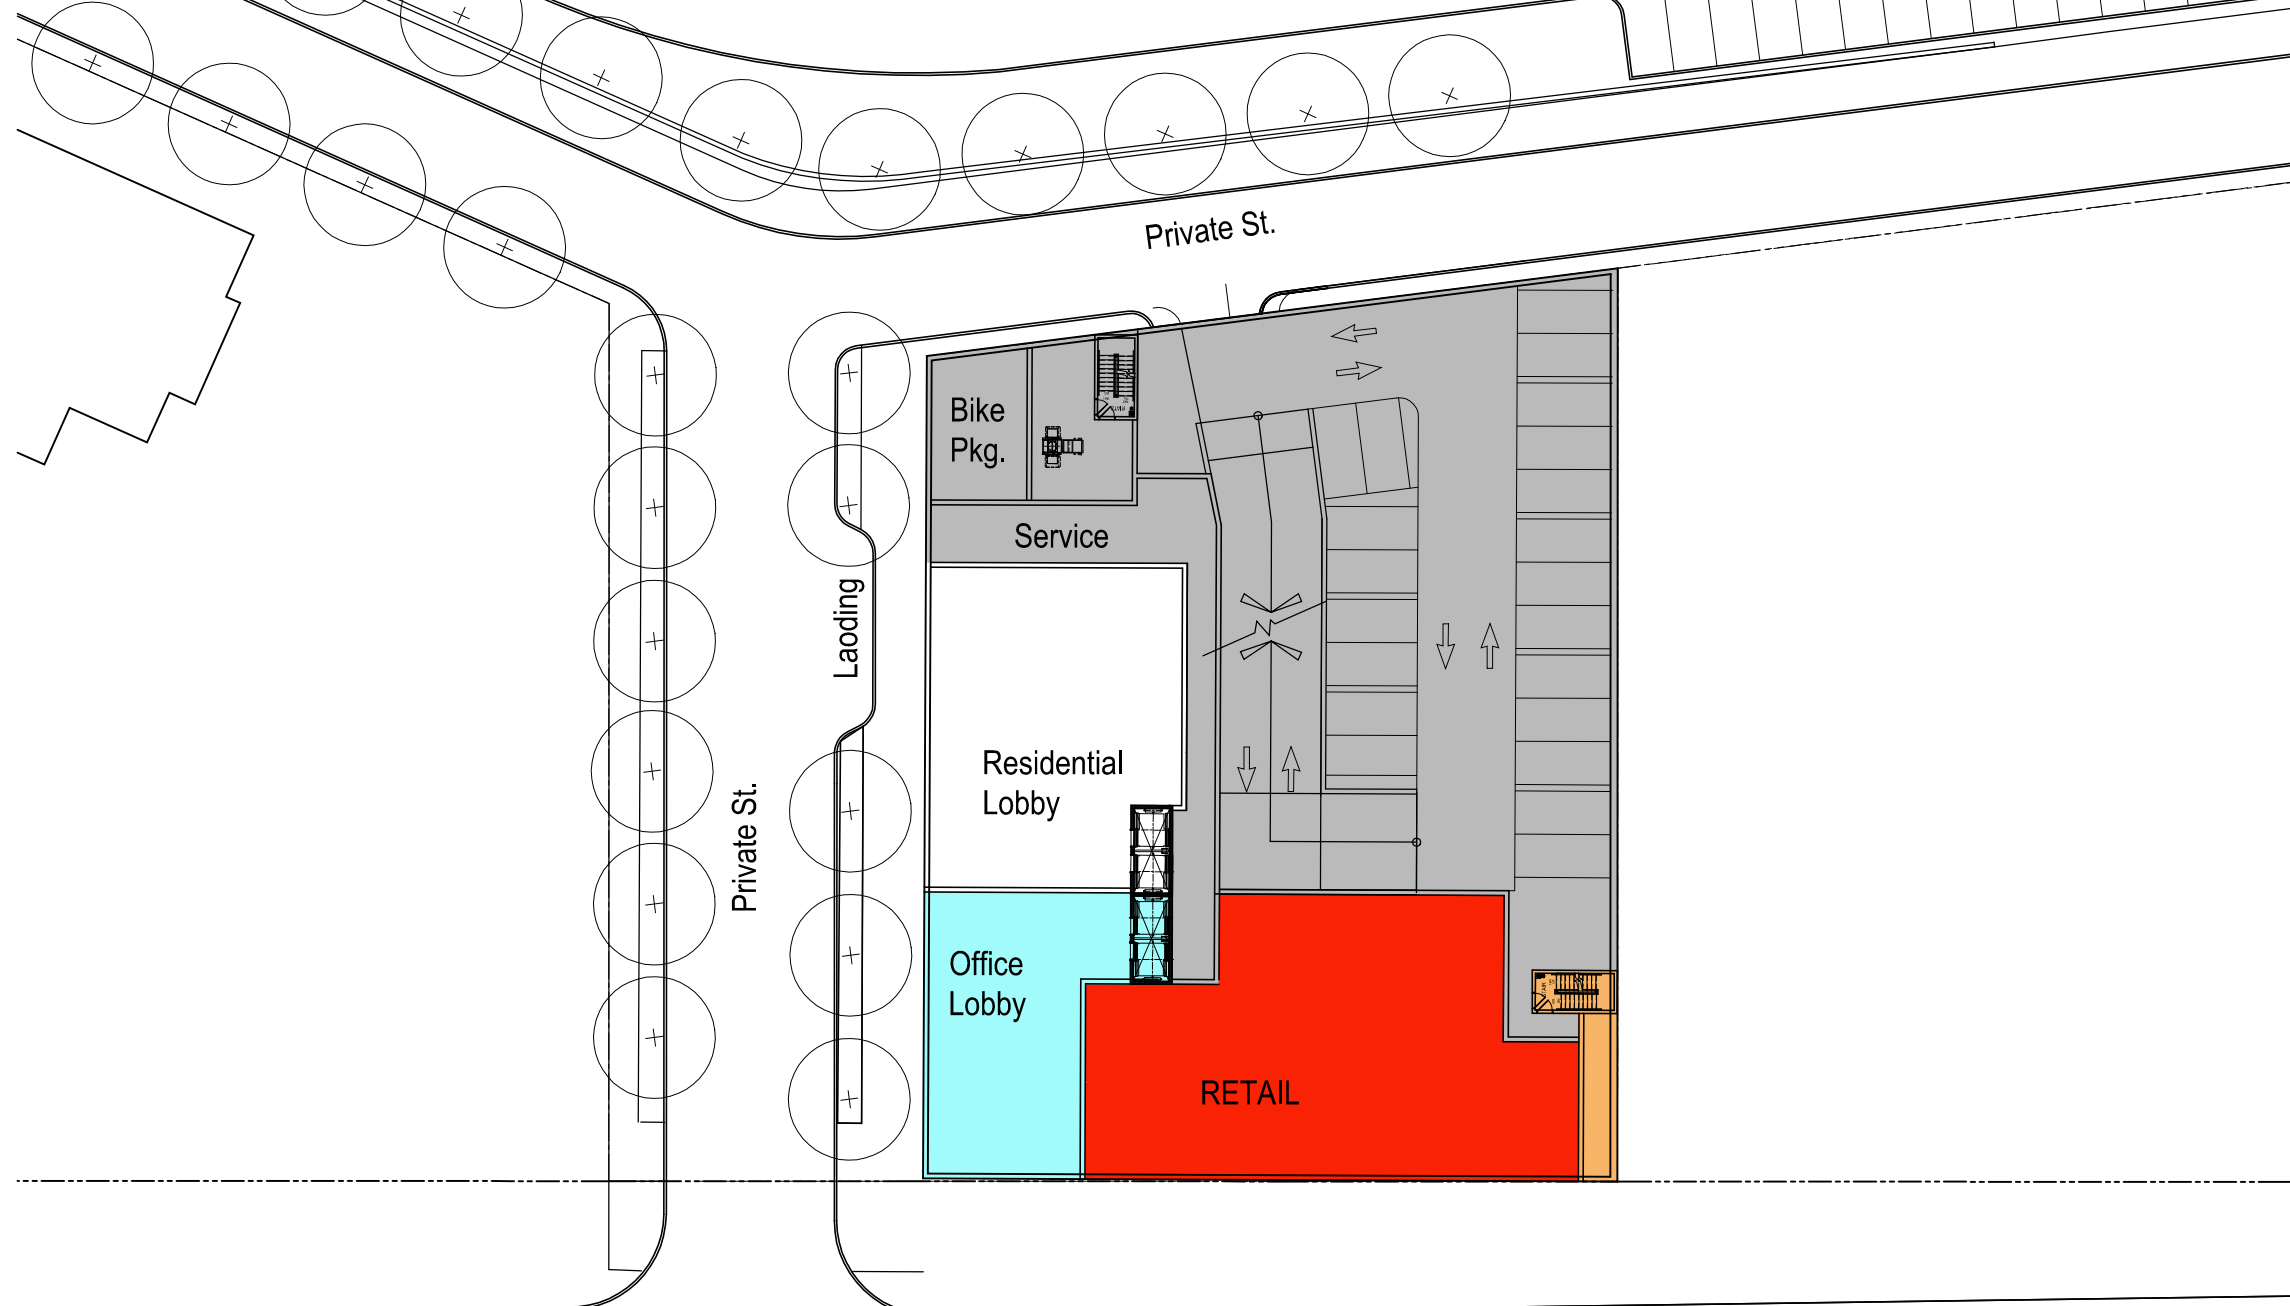 Private St.
Bike
Pkg.
Service
Laoding
Residential
Lobby
Private St.
Office
Lobby
RETAIL